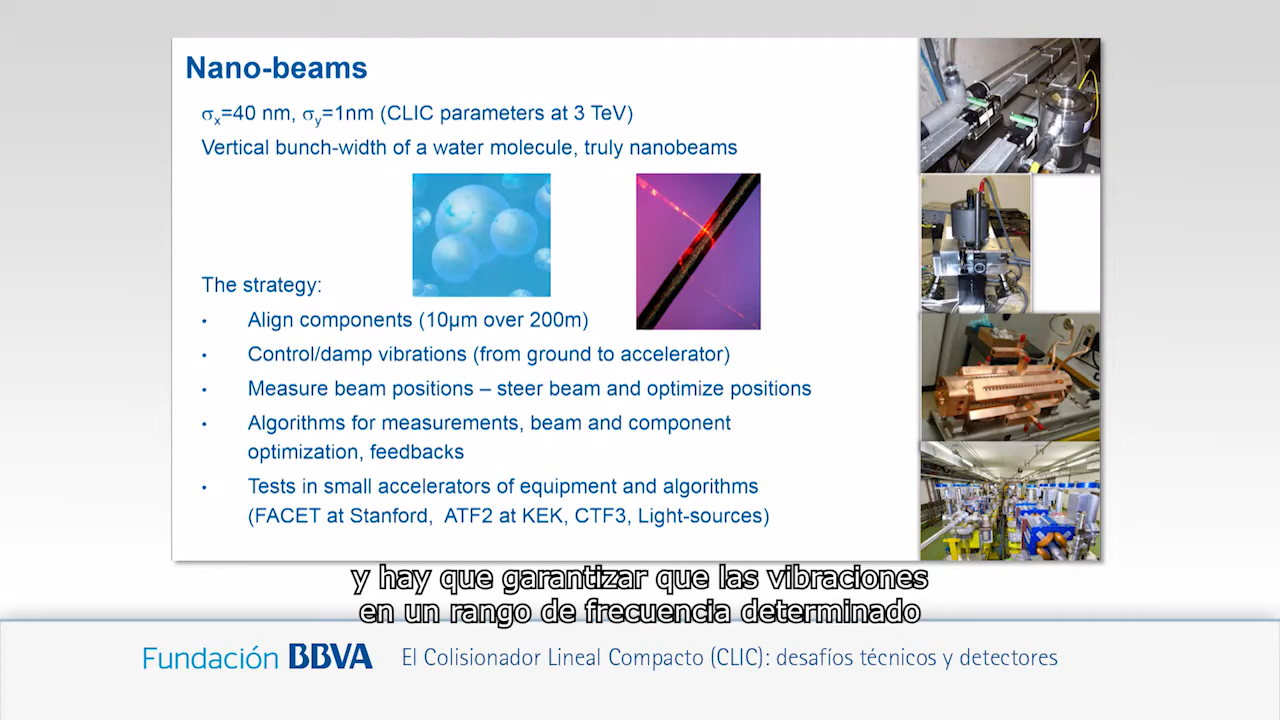 Nano-beams
σx=40 nm, σy=1nm (CLIC parameters at 3 TeV)
Vertical bunch-width of a water molecule, truly nanobeams
The strategy:
• Align components (10μm over 200m)
• Control/damp vibrations (from ground to accelerator)
• Measure beam positions – steer beam and optimize positions
• Algorithms for measurements, beam and component
optimization, feedbacks
• Tests in small accelerators of equipment and algorithms
(FACET at Stanford, ATF2 at KEK, CTF3, Light-sources)
y hay que garantizar que las vibraciones
en un rango de frecuencia determinado
Fundación BBVA El Colisionador Lineal Compacto (CLIC): desafíos técnicos y detectores